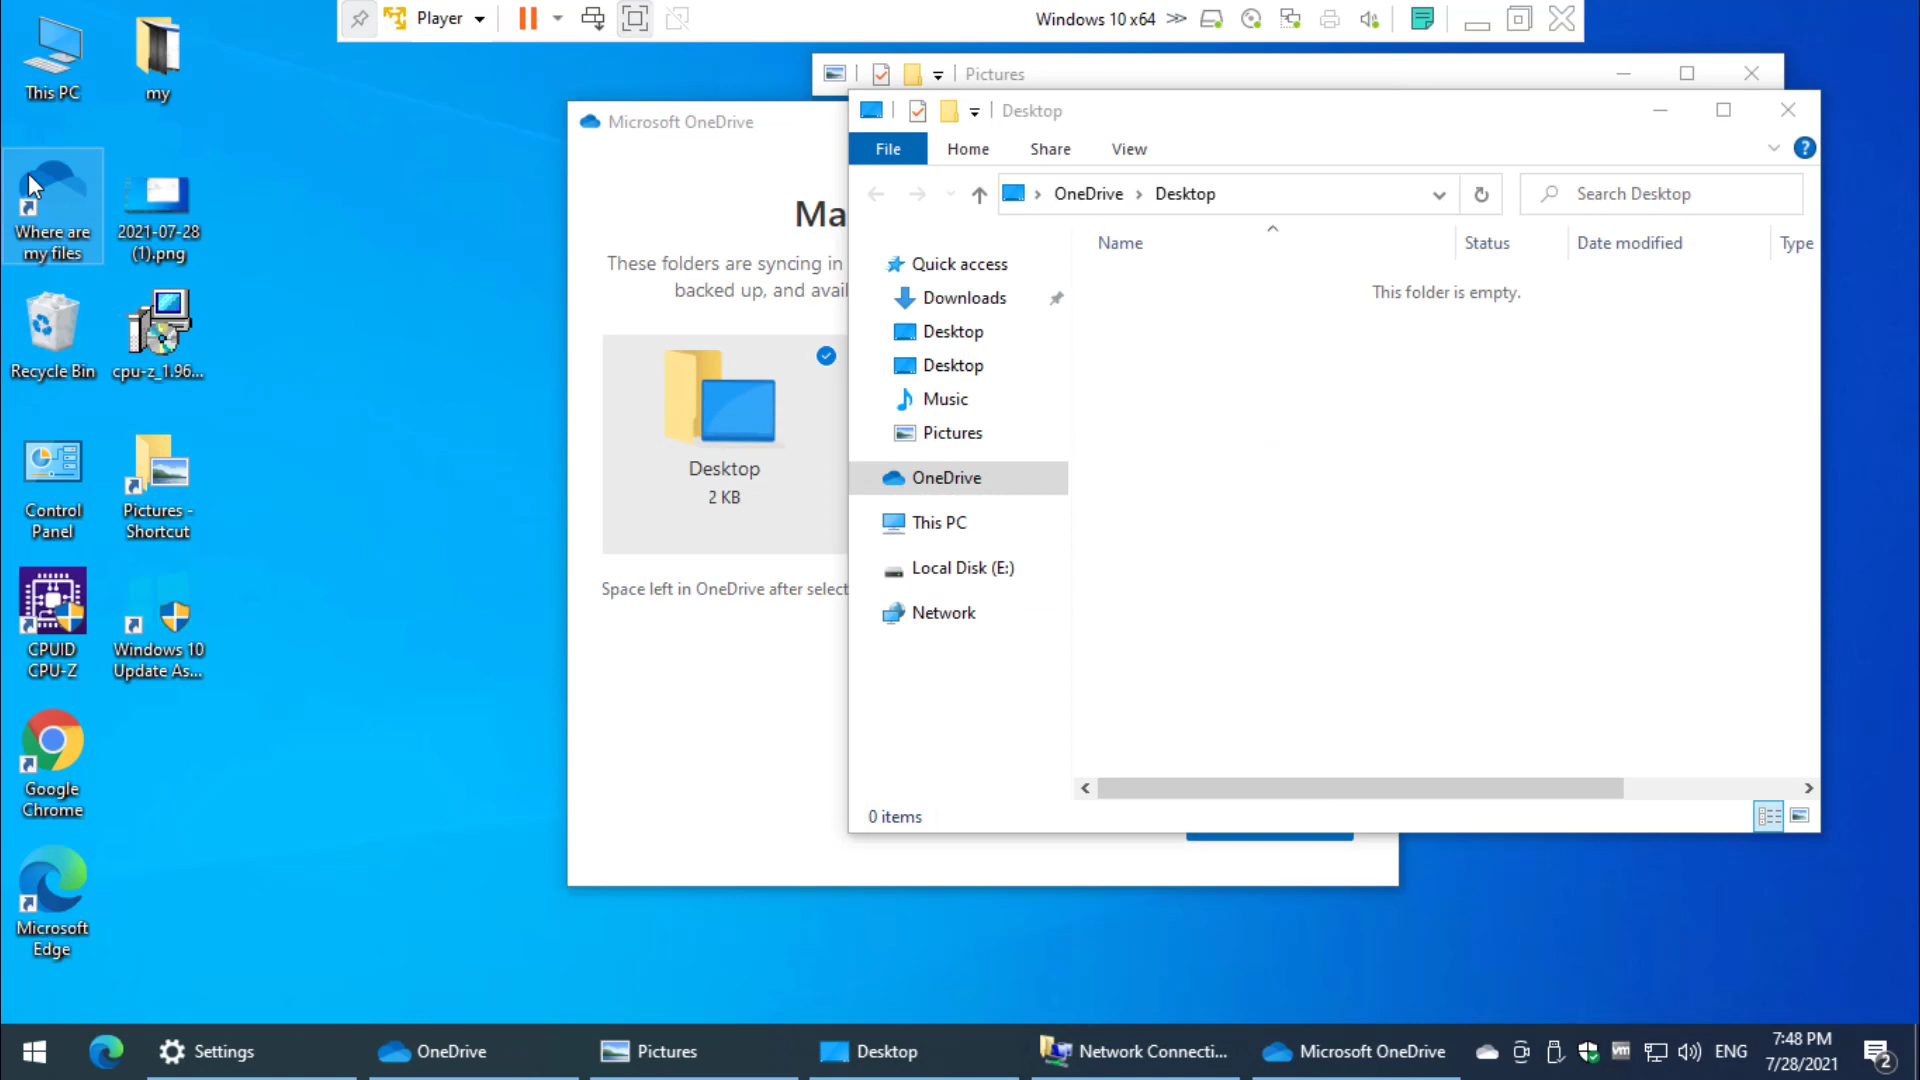 Player
Windows 10 x64
This PC
my
Where are
my files
2021-07-28
(1).png
Recycle Bin
cpu-z_1.96...
Control
Panel
Pictures -
Shortcut
CPUID
CPU-Z
Windows 10
Update As...
Google
Chrome
Microsoft
Edge
Microsoft OneDrive
Ma
These folders are syncing in
backed up, and avail
Desktop
2 KB
Space left in OneDrive after select
Pictures
Desktop
File
Home
Share
View
OneDrive
Desktop
Search Desktop
Name
Status
Date modified
Type
This folder is empty.
Quick access
Downloads
Desktop
Desktop
Music
Pictures
OneDrive
This PC
Local Disk (E:)
Network
0 items
Settings
OneDrive
Pictures
Desktop
Network Connecti...
Microsoft OneDrive
vm
ENG
7:48 PM
7/28/2021
2